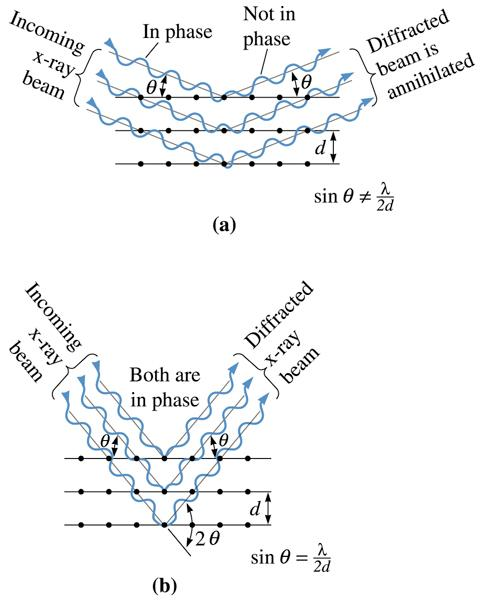 Incoming
x-ray
beam
In phase
Not in
phase
Diffracted
beam is
annihilated
θ
θ
d
sin θ ≠ λ/2d
(a)
Incoming
x-ray
beam
Both are
in phase
Diffracted
x-ray
beam
θ
θ
d
2θ
sin θ = λ/2d
(b)